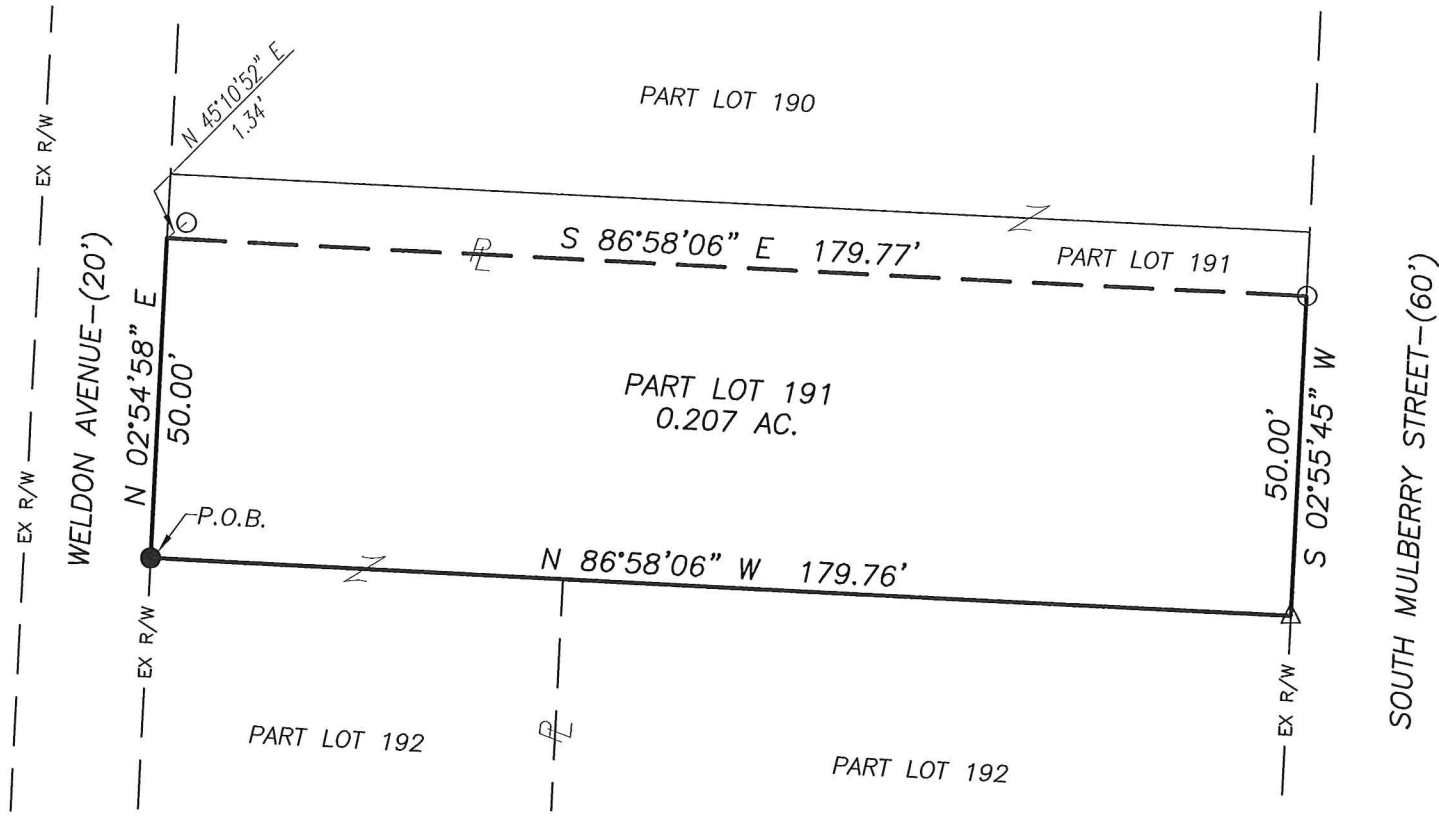 N 45°10'52" E
1.34'
PART LOT 190
EX R/W
S 86°58'06" E 179.77'
PART LOT 191
PL
WELDON AVENUE-(20')
N 02°54'58" E
50.00'
PART LOT 191
0.207 AC.
50.00'
S 02°55'45" W
SOUTH MULBERRY STREET-(60')
EX R/W
P.O.B.
N 86°58'06" W 179.76'
EX R/W
EX R/W
PL
PART LOT 192
PART LOT 192